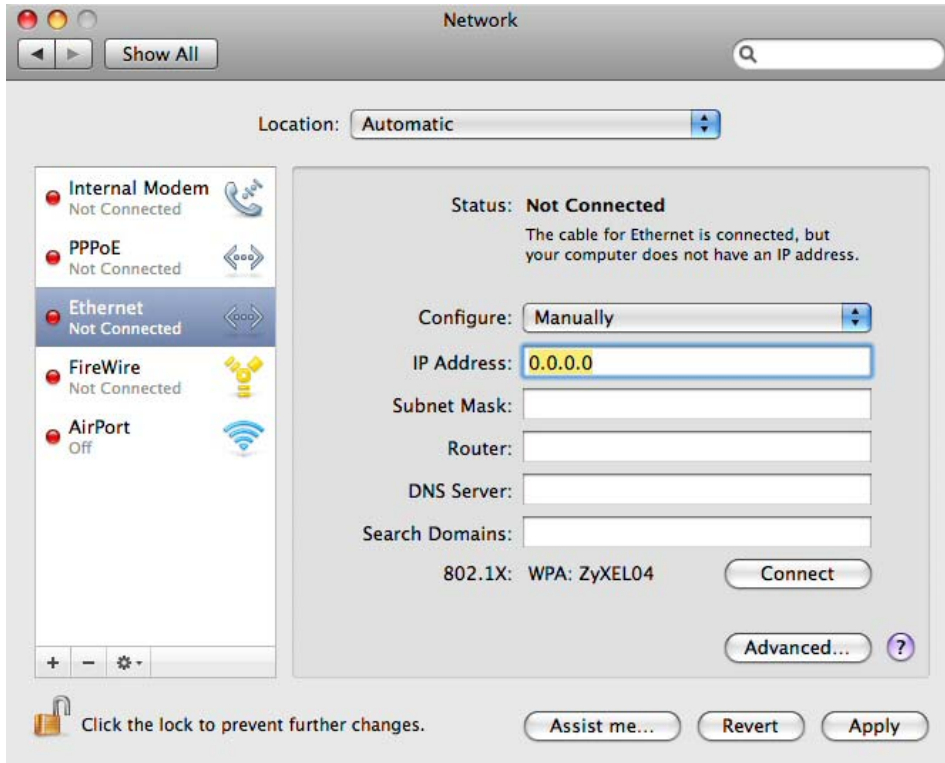 Network
Show All
Location: Automatic
Internal Modem
Not Connected
PPPoE
Not Connected
Ethernet
Not Connected
FireWire
Not Connected
AirPort
Off
+ −
Status: Not Connected
The cable for Ethernet is connected, but
your computer does not have an IP address.
Configure: Manually
IP Address: 0.0.0.0
Subnet Mask:
Router:
DNS Server:
Search Domains:
802.1X: WPA: ZyXEL04 Connect
Advanced... ?
Click the lock to prevent further changes.
Assist me... Revert Apply